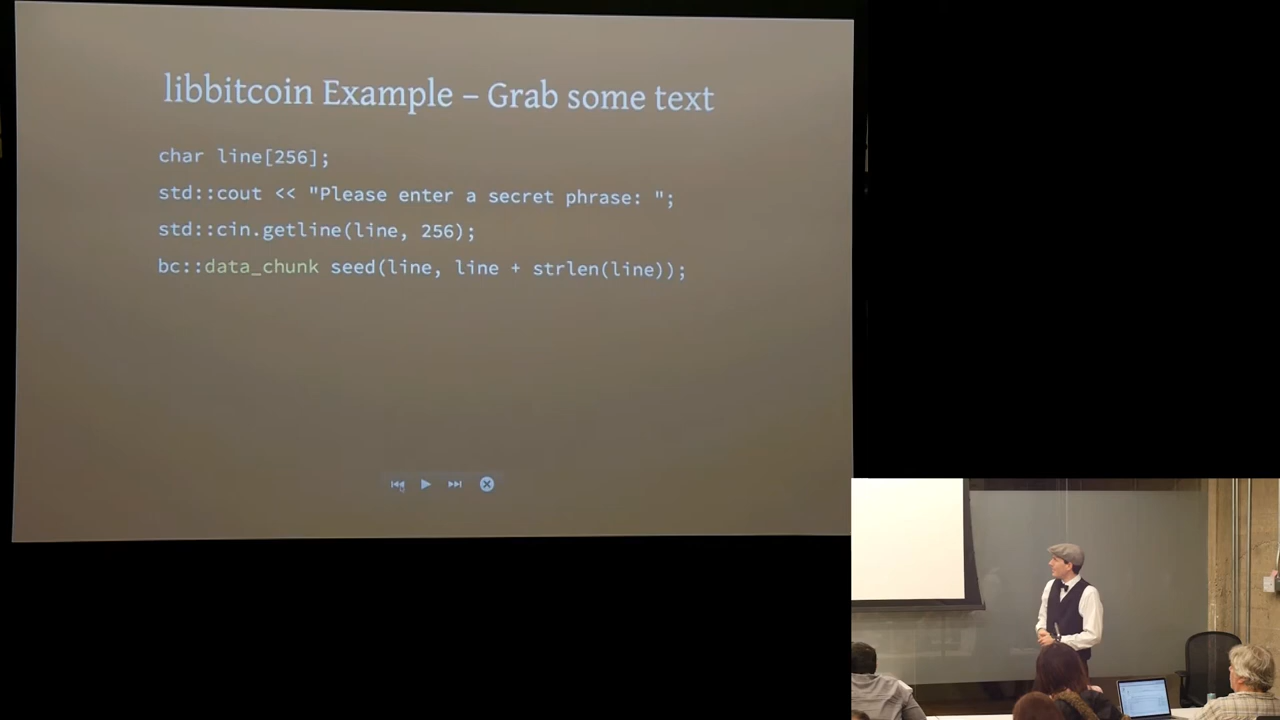 libbitcoin Example – Grab some text
char line[256];
std::cout << "Please enter a secret phrase: ";
std::cin.getline(line, 256);
bc::data_chunk seed(line, line + strlen(line));